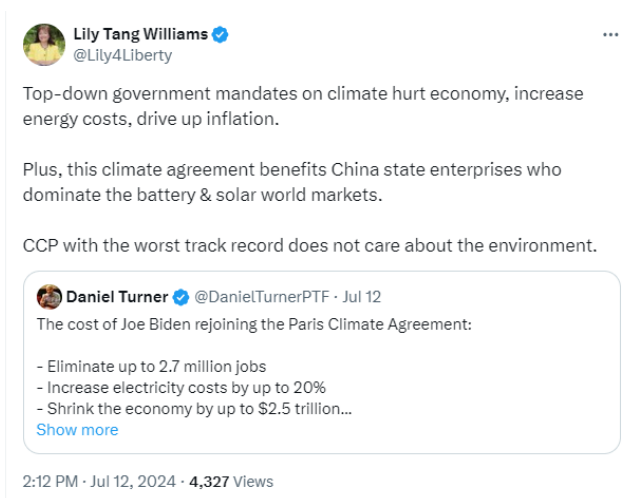 Lily Tang Williams
@Lily4Liberty
Top-down government mandates on climate hurt economy, increase
energy costs, drive up inflation.
Plus, this climate agreement benefits China state enterprises who
dominate the battery & solar world markets.
CCP with the worst track record does not care about the environment.
Daniel Turner @DanielTurnerPTF · Jul 12
The cost of Joe Biden rejoining the Paris Climate Agreement:
- Eliminate up to 2.7 million jobs
- Increase electricity costs by up to 20%
- Shrink the economy by up to $2.5 trillion...
Show more
2:12 PM · Jul 12, 2024 · 4,327 Views